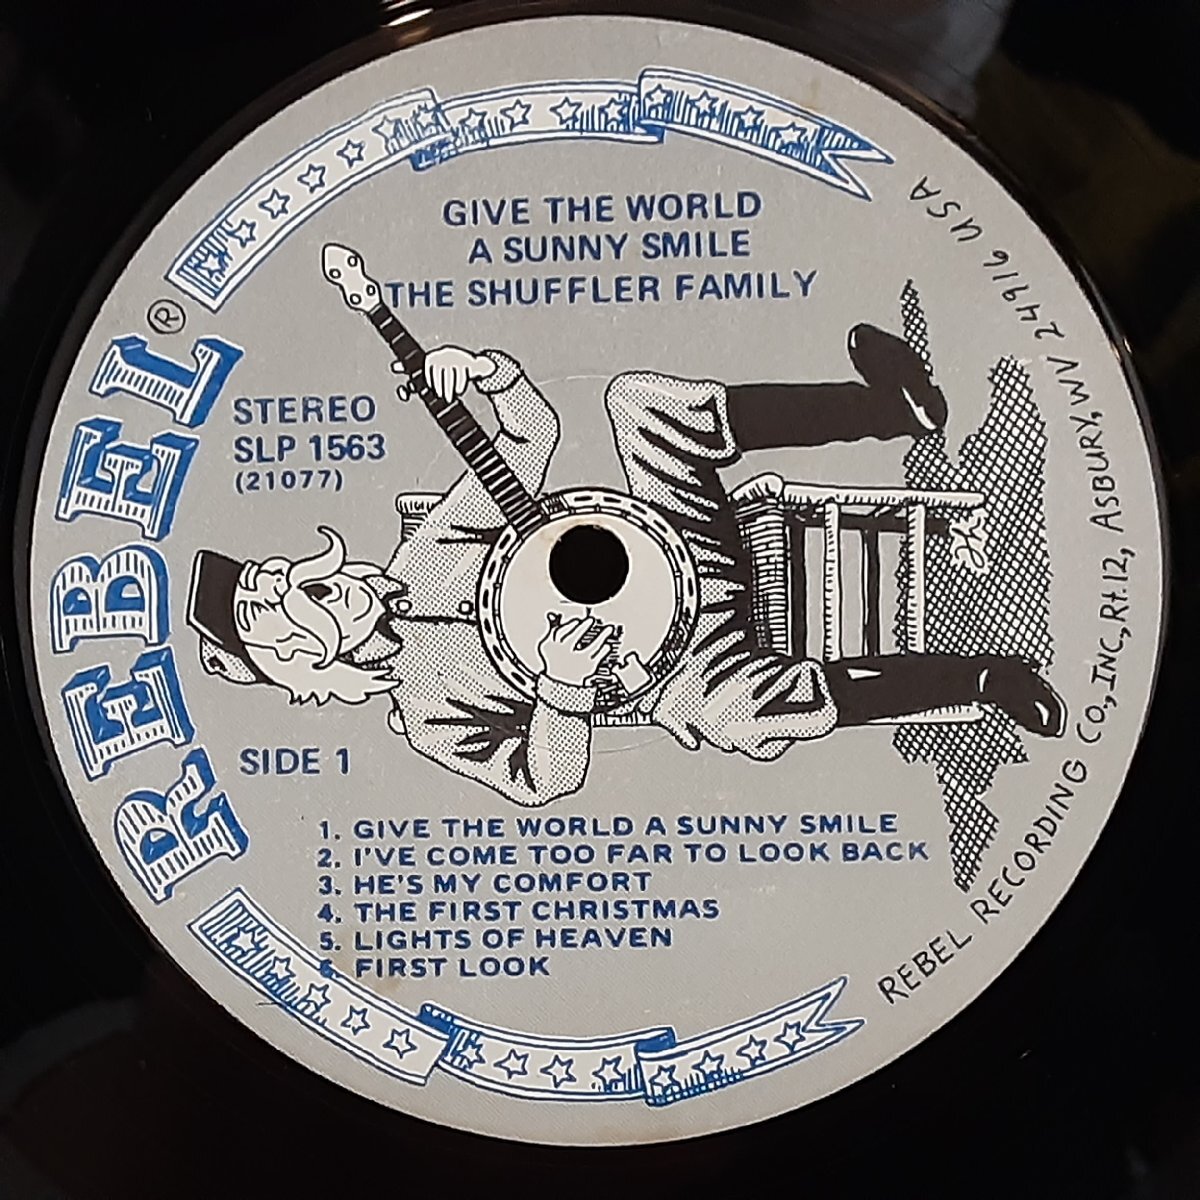 GIVE THE WORLD
A SUNNY SMILE
THE SHUFFLER FAMILY
REBEL®
STEREO
SLP 1563
(21077)
SIDE 1
1. GIVE THE WORLD A SUNNY SMILE
2. I'VE COME TOO FAR TO LOOK BACK
3. HE'S MY COMFORT
4. THE FIRST CHRISTMAS
5. LIGHTS OF HEAVEN
6. FIRST LOOK
REBEL RECORDING CO., INC, Rt. 12, ASBURY, WV 24916 USA